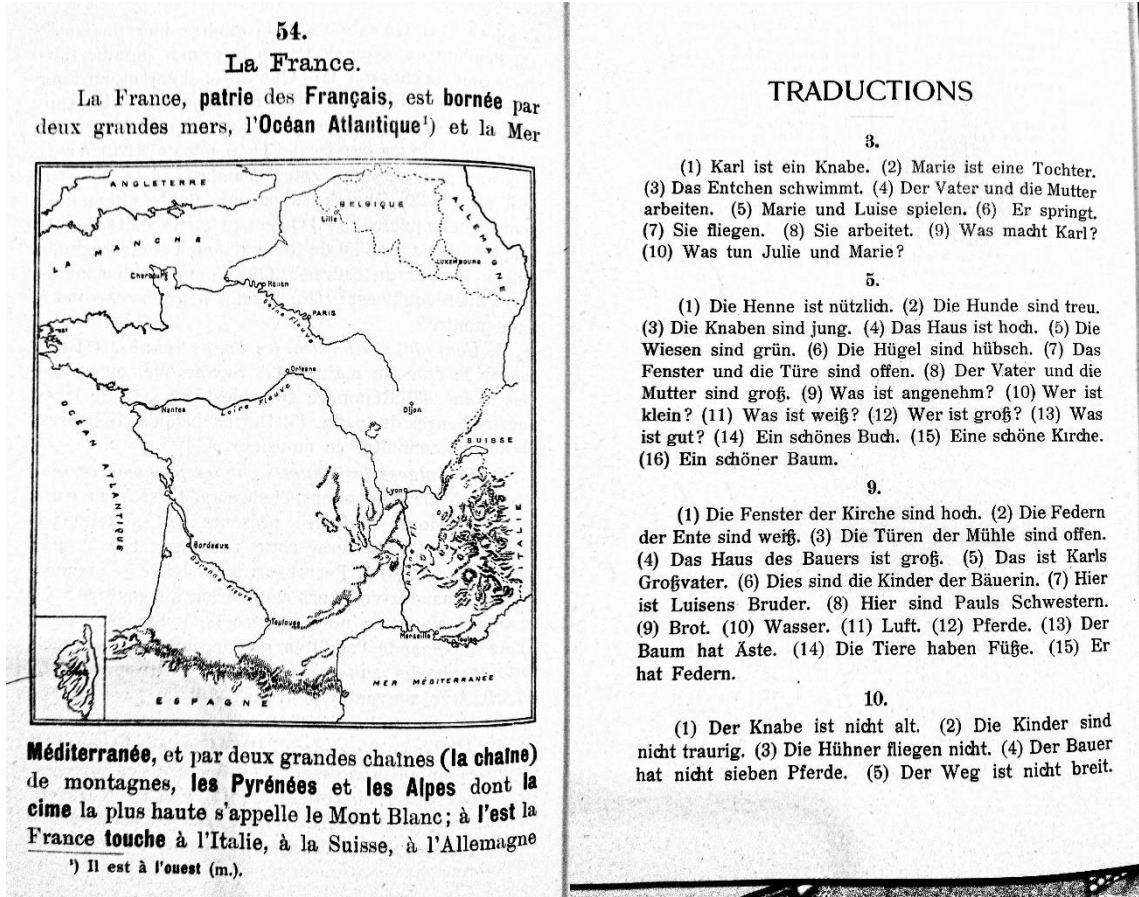 54.
La France.
La France, patrie des Français, est bornée par
deux grandes mers, l'Océan Atlantique¹) et la Mer
ANGLETERRE
LA MANCHE
BELGIQUE
Lille
ALLEMAGNE
LUXEMBOURG
Cherbourg
Rouen
Seine Fleuve
PARIS
Brest
Orléans
Nantes
Loire Fleuve
Dijon
SUISSE
OCÉAN ATLANTIQUE
Lyon
ITALIE
Bordeaux
Garonne
Toulouse
Marseille
Toulon
MER MÉDITERRANÉE
ESPAGNE
Méditerranée, et par deux grandes chaînes (la chaîne)
de montagnes, les Pyrénées et les Alpes dont la
cime la plus haute s'appelle le Mont Blanc; à l'est la
France touche à l'Italie, à la Suisse, à l'Allemagne
¹) Il est à l'ouest (m.).
TRADUCTIONS
3.
(1) Karl ist ein Knabe. (2) Marie ist eine Tochter.
(3) Das Entchen schwimmt. (4) Der Vater und die Mutter
arbeiten. (5) Marie und Luise spielen. (6) Er springt.
(7) Sie fliegen. (8) Sie arbeitet. (9) Was macht Karl?
(10) Was tun Julie und Marie?
5.
(1) Die Henne ist nützlich. (2) Die Hunde sind treu.
(3) Die Knaben sind jung. (4) Das Haus ist hoch. (5) Die
Wiesen sind grün. (6) Die Hügel sind hübsch. (7) Das
Fenster und die Türe sind offen. (8) Der Vater und die
Mutter sind groß. (9) Was ist angenehm? (10) Wer ist
klein? (11) Was ist weiß? (12) Wer ist groß? (13) Was
ist gut? (14) Ein schönes Buch. (15) Eine schöne Kirche.
(16) Ein schöner Baum.
9.
(1) Die Fenster der Kirche sind hoch. (2) Die Federn
der Ente sind weiß. (3) Die Türen der Mühle sind offen.
(4) Das Haus des Bauers ist groß. (5) Das ist Karls
Großvater. (6) Dies sind die Kinder der Bäuerin. (7) Hier
ist Luisens Bruder. (8) Hier sind Pauls Schwestern.
(9) Brot. (10) Wasser. (11) Luft. (12) Pferde. (13) Der
Baum hat Äste. (14) Die Tiere haben Füße. (15) Er
hat Federn.
10.
(1) Der Knabe ist nicht alt. (2) Die Kinder sind
nicht traurig. (3) Die Hühner fliegen nicht. (4) Der Bauer
hat nicht sieben Pferde. (5) Der Weg ist nicht breit.